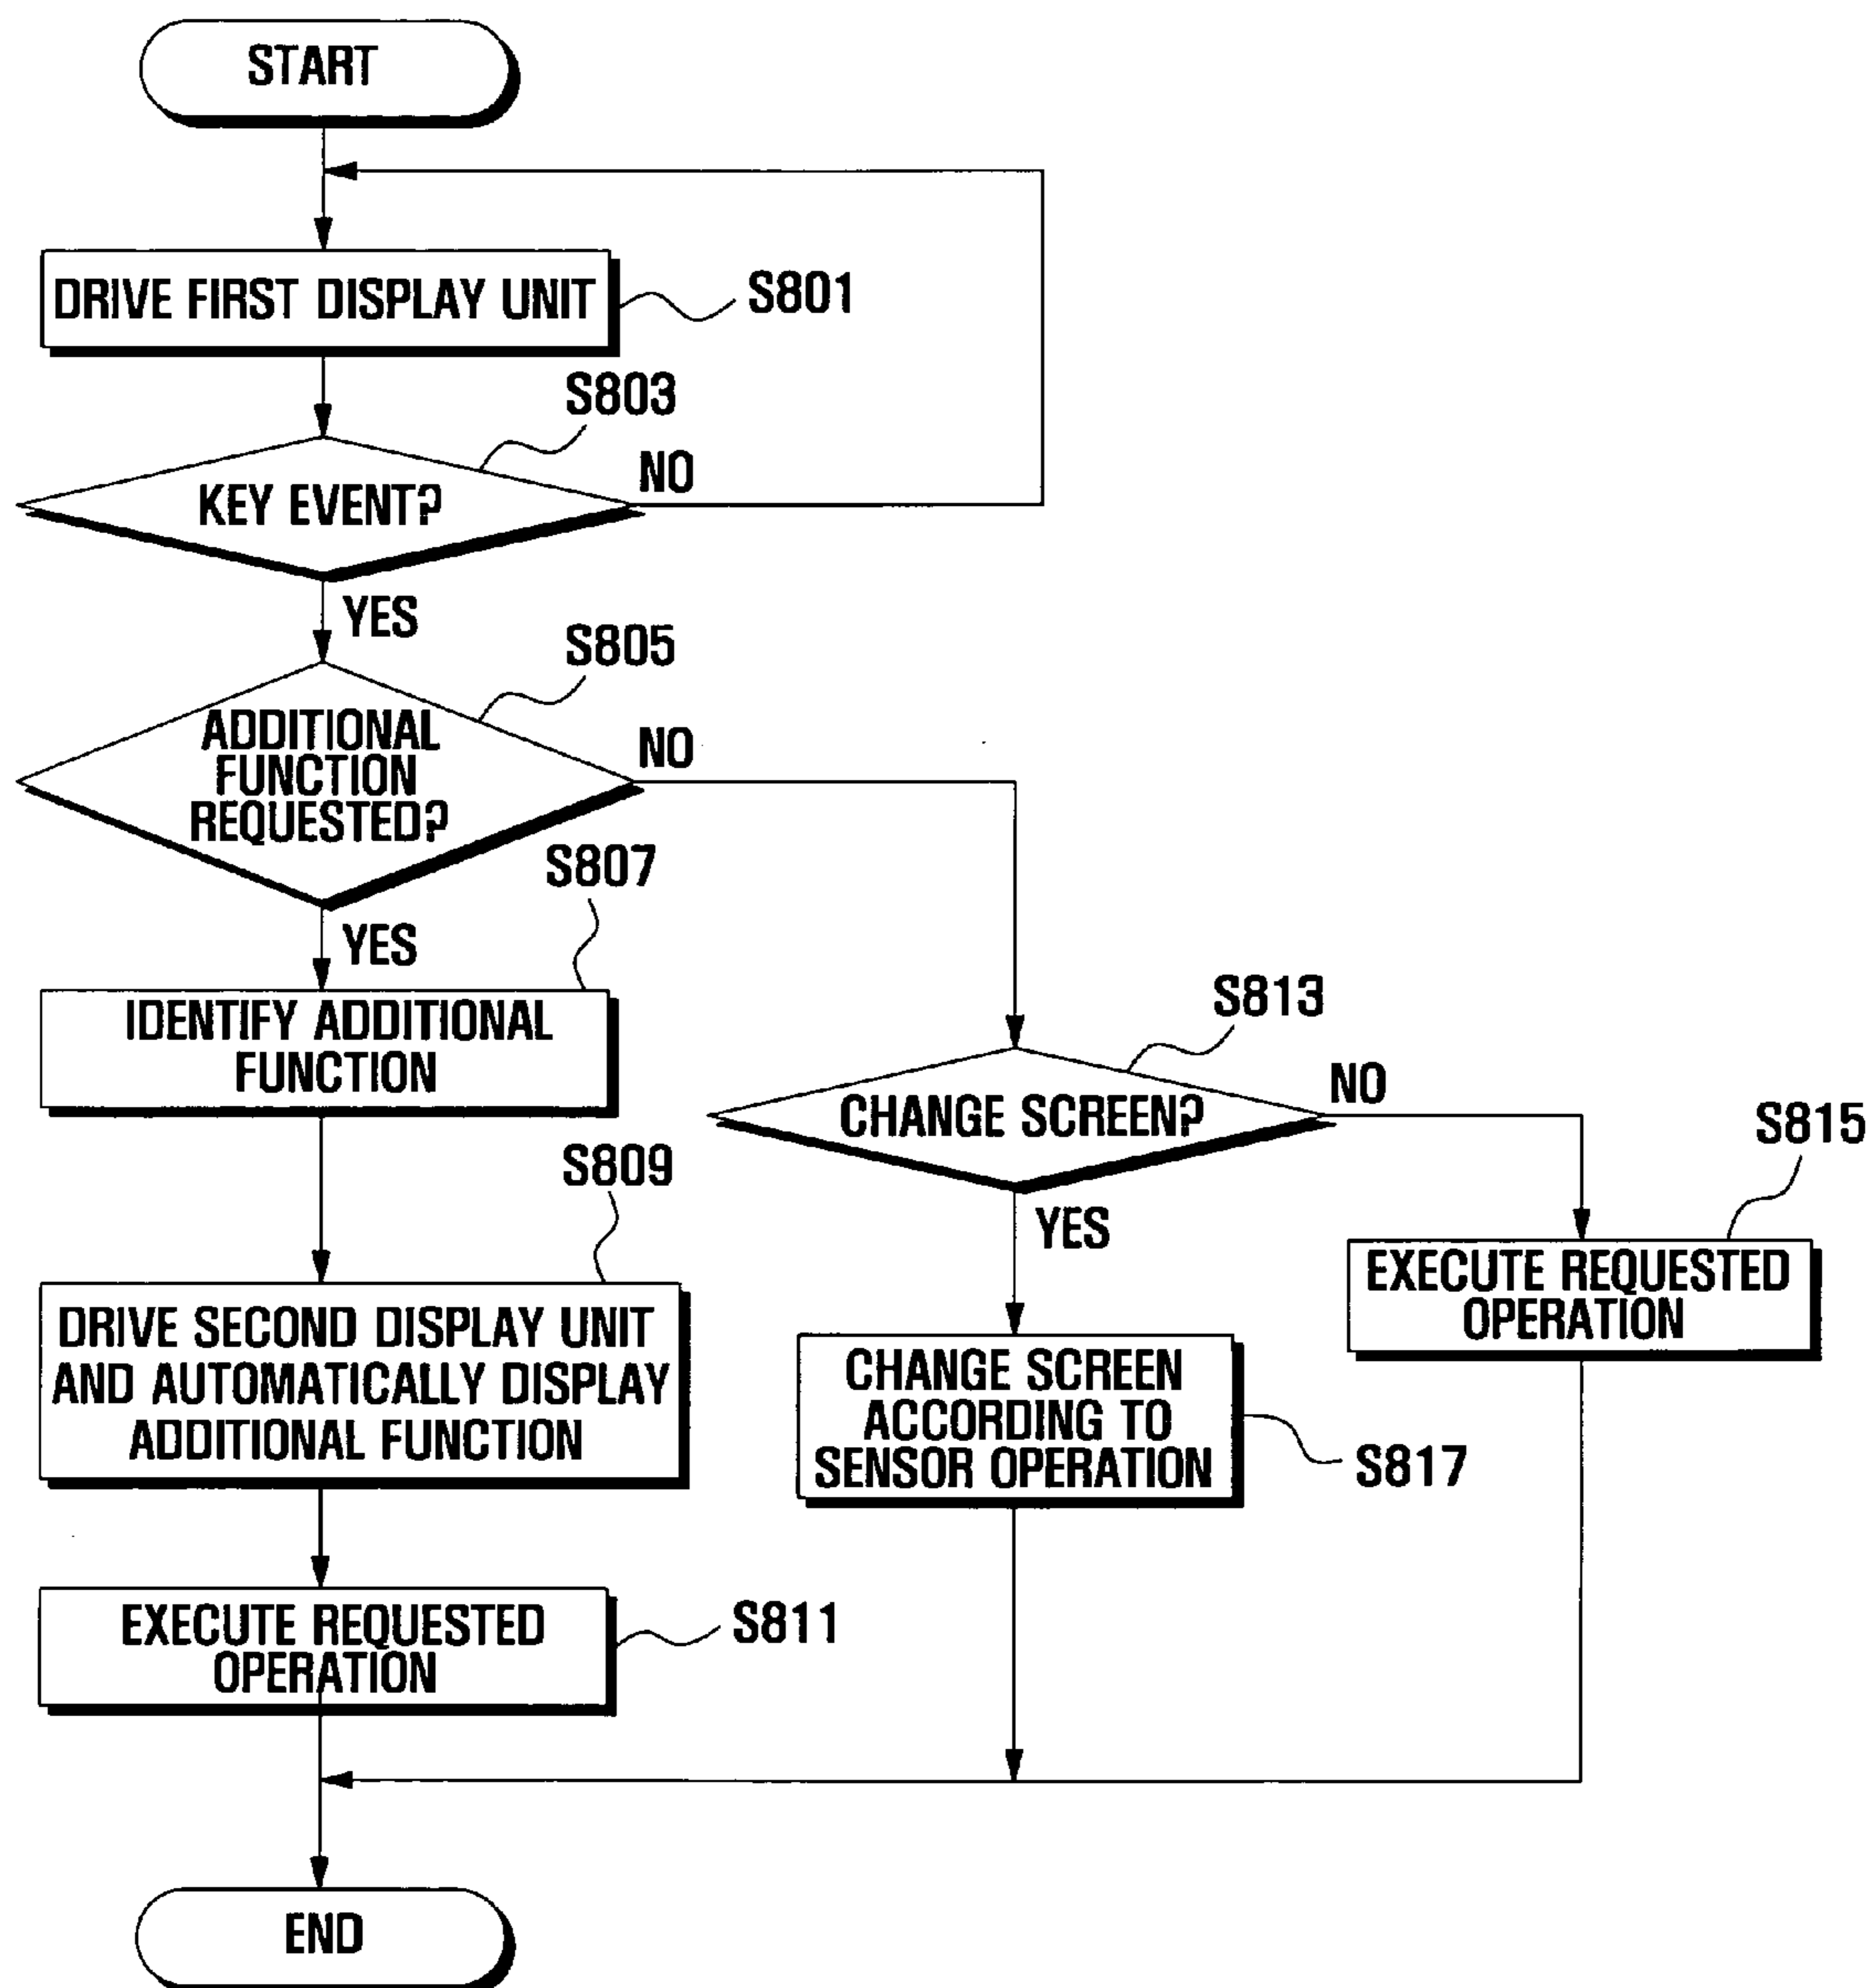 START
DRIVE FIRST DISPLAY UNIT
S801
S803
KEY EVENT?
NO
YES
S805
ADDITIONAL
FUNCTION
REQUESTED?
NO
S807
YES
IDENTIFY ADDITIONAL
FUNCTION
S813
CHANGE SCREEN?
NO
S815
S809
YES
EXECUTE REQUESTED
OPERATION
DRIVE SECOND DISPLAY UNIT
AND AUTOMATICALLY DISPLAY
ADDITIONAL FUNCTION
CHANGE SCREEN
ACCORDING TO
SENSOR OPERATION
S817
EXECUTE REQUESTED
OPERATION
S811
END